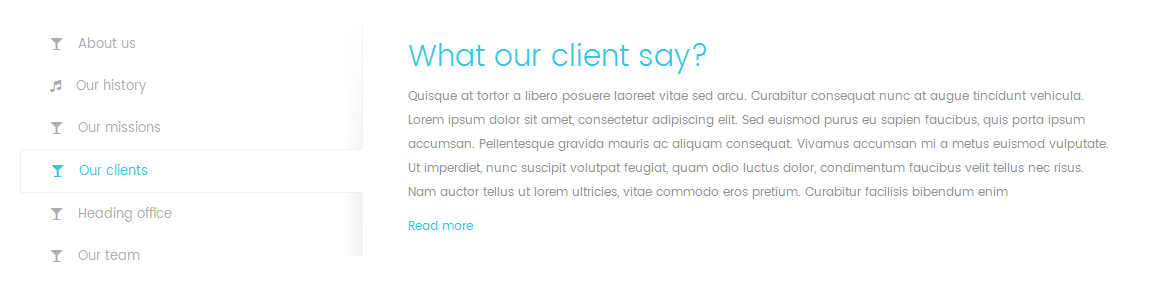 About us
Our history
Our missions
Our clients
Heading office
Our team
What our client say?
Quisque at tortor a libero posuere laoreet vitae sed arcu. Curabitur consequat nunc at augue tincidunt vehicula.
Lorem ipsum dolor sit amet, consectetur adipiscing elit. Sed euismod purus eu sapien faucibus, quis porta ipsum
accumsan. Pellentesque gravida mauris ac aliquam consequat. Vivamus accumsan mi a metus euismod vulputate.
Ut imperdiet, nunc suscipit volutpat feugiat, quam odio luctus dolor, condimentum faucibus velit tellus nec risus.
Nam auctor tellus ut lorem ultricies, vitae commodo eros pretium. Curabitur facilisis bibendum enim
Read more